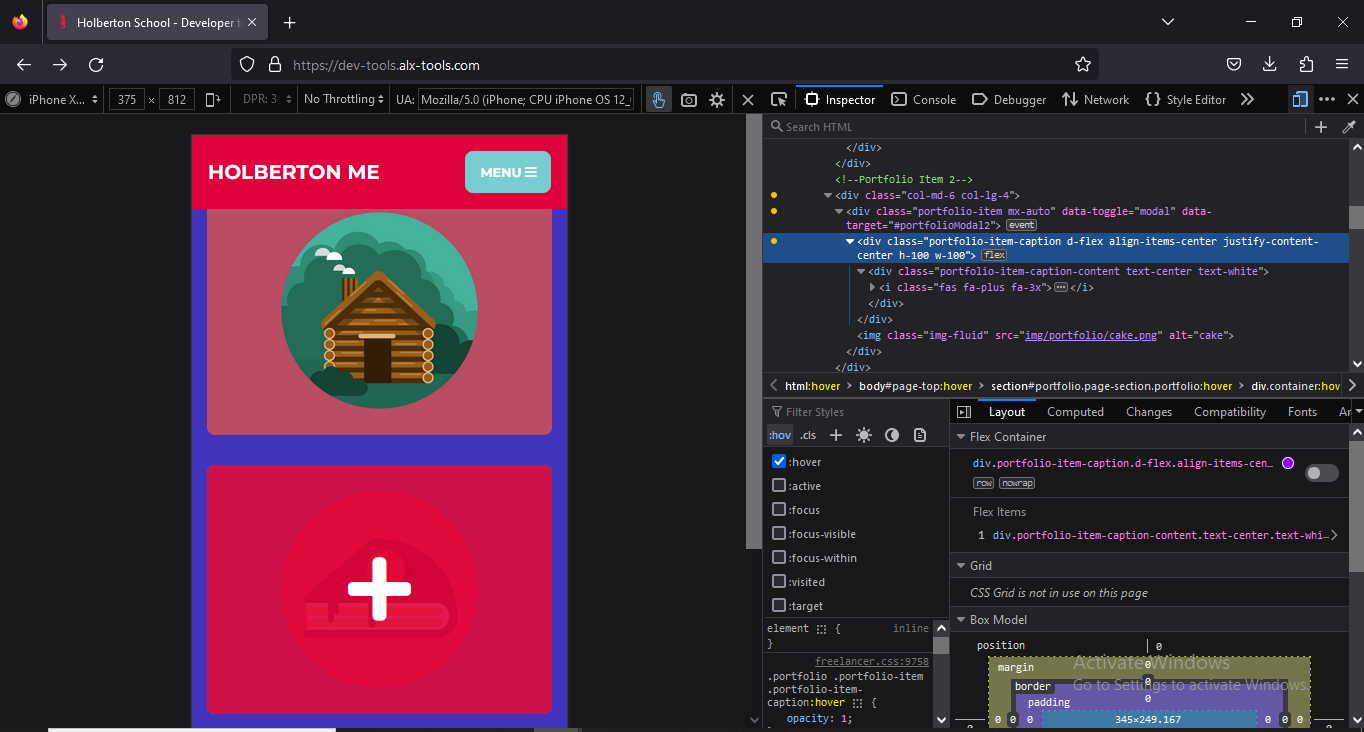 Holberton School - Developer t
https://dev-tools.alx-tools.com
iPhone X... 375 × 812 DPR: 3 No Throttling UA: Mozilla/5.0 (iPhone; CPU iPhone OS 12_
Inspector Console Debugger Network Style Editor
Search HTML
HOLBERTON ME
MENU
</div>
</div>
<!--Portfolio Item 2-->
<div class="col-md-6 col-lg-4">
<div class="portfolio-item mx-auto" data-toggle="modal" data-
target="#portfolioModal2"> event
<div class="portfolio-item-caption d-flex align-items-center justify-content-
center h-100 w-100"> flex
<div class="portfolio-item-caption-content text-center text-white">
<i class="fas fa-plus fa-3x">…</i>
</div>
</div>
<img class="img-fluid" src="img/portfolio/cake.png" alt="cake">
</div>
</div>
html:hover body#page-top:hover section#portfolio.page-section.portfolio:hover div.container:hov
Filter Styles
:hov .cls
:hover
:active
:focus
:focus-visible
:focus-within
:visited
:target
element { inline
}
freelancer.css:9758
.portfolio .portfolio-item
.portfolio-item-
caption:hover {
opacity: 1;
Layout Computed Changes Compatibility Fonts Ar
Flex Container
div.portfolio-item-caption.d-flex.align-items-cen…
row nowrap
Flex Items
1 div.portfolio-item-caption-content.text-center.text-whi…
Grid
CSS Grid is not in use on this page
Box Model
position 0
margin 0
border 0
padding 0
0 0 0 345×249.167 0 0 0
Activate Windows
Go to Settings to activate Windows.